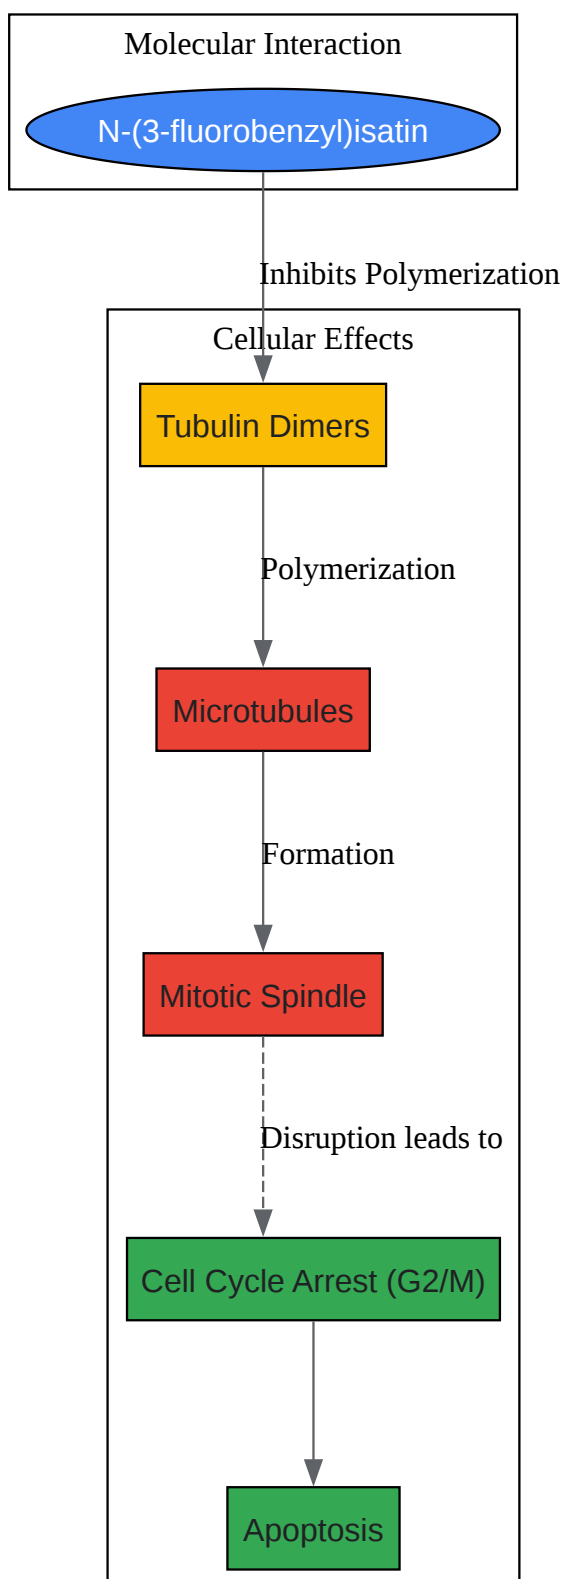 Molecular Interaction
N-(3-fluorobenzyl)isatin
Inhibits Polymerization
Cellular Effects
Tubulin Dimers
Polymerization
Microtubules
Formation
Mitotic Spindle
Disruption leads to
Cell Cycle Arrest (G2/M)
Apoptosis